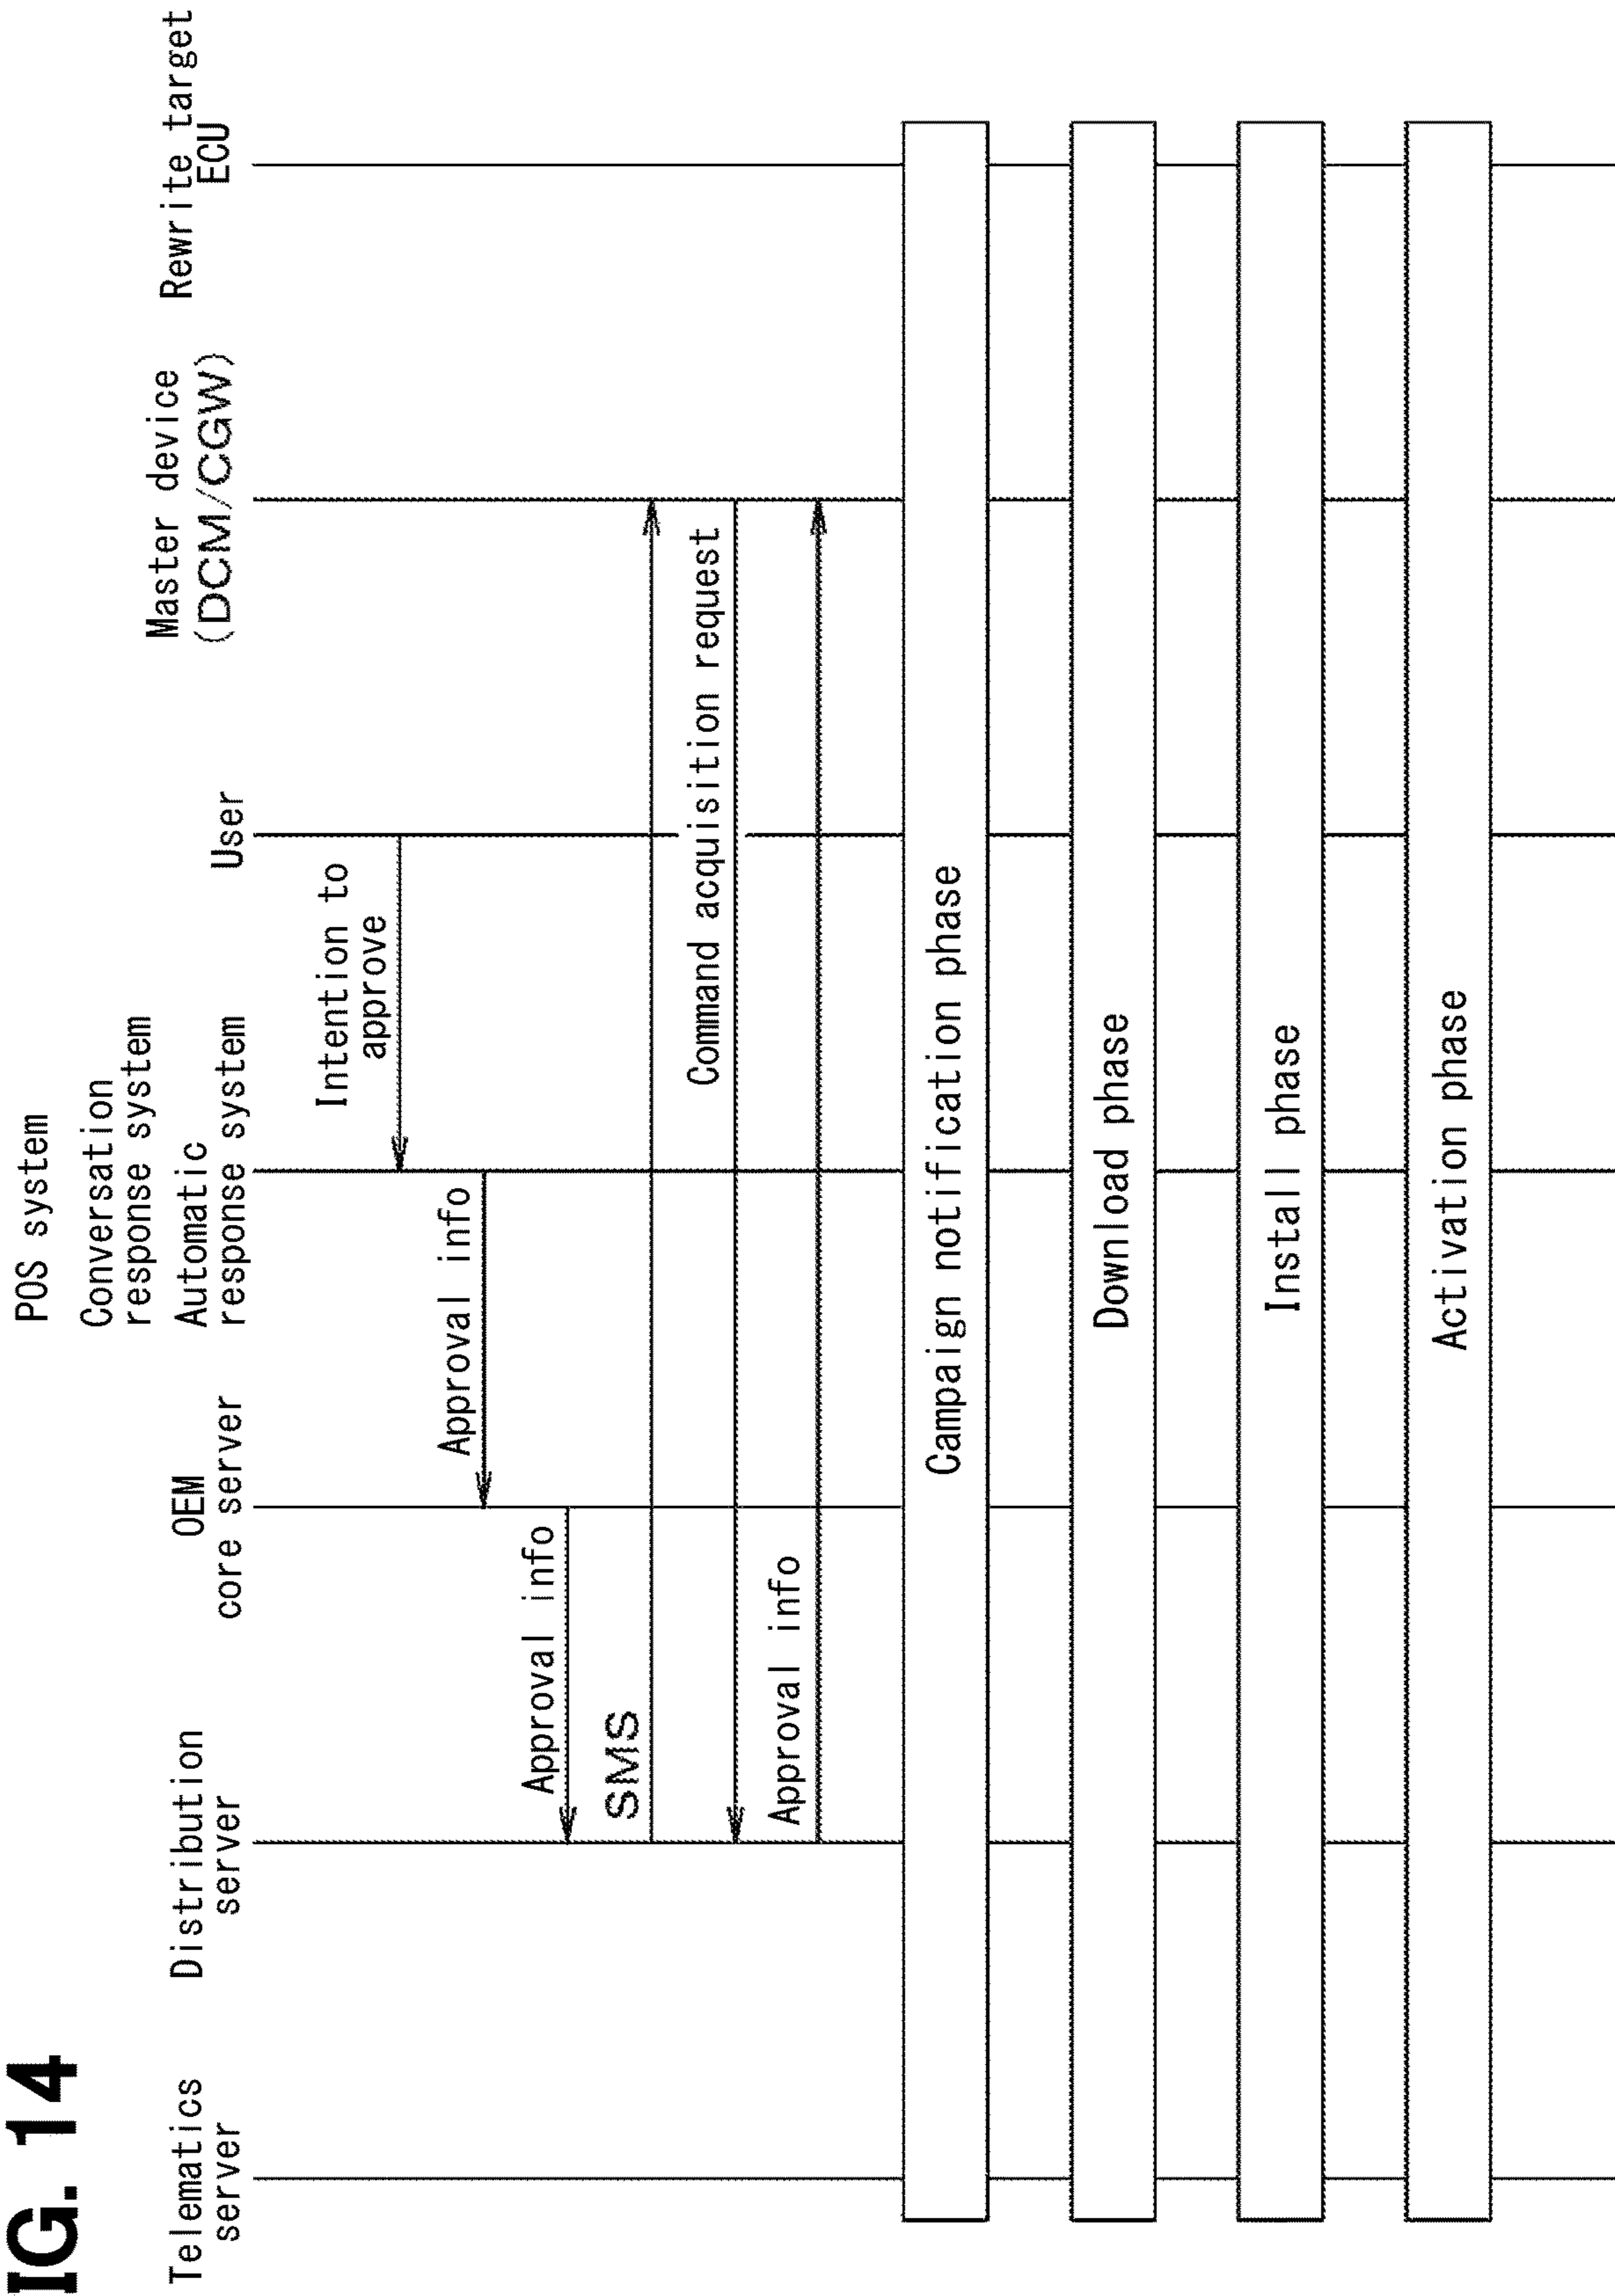 IG. 14
Telematics
server
Distribution
server
OEM
core server
POS system
Conversation
response system
Automatic
response system
User
Master device
(DCM/CGW)
Rewrite target
ECU
Intention to
approve
Approval info
Approval info
SMS
Command acquisition request
Approval info
Campaign notification phase
Download phase
Install phase
Activation phase